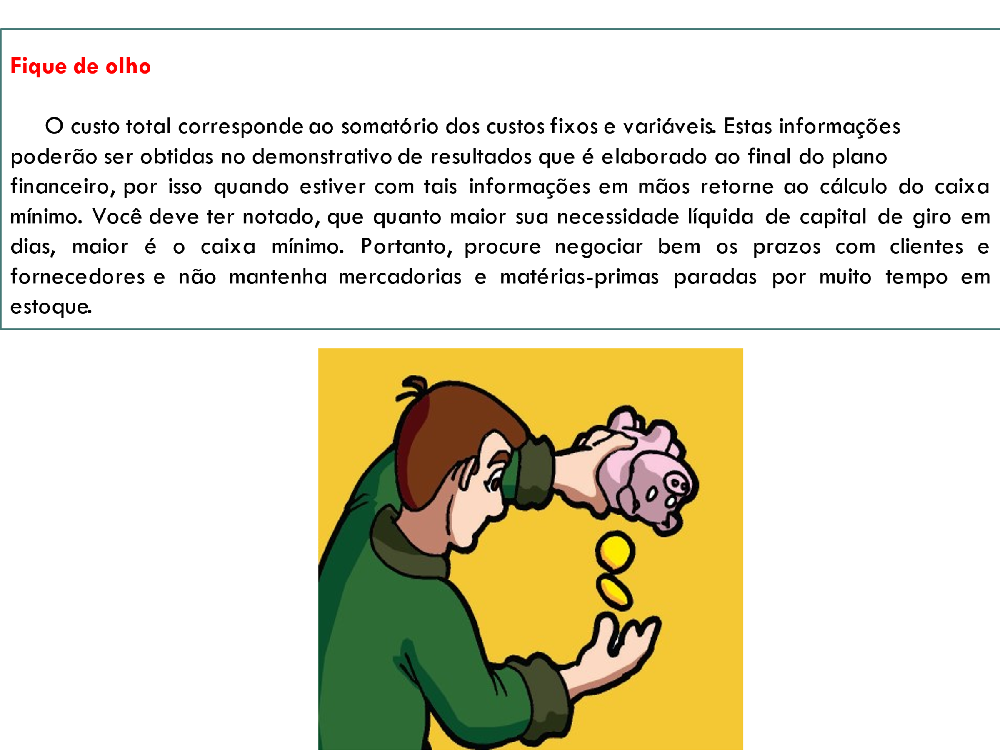 Fique de olho
O custo total corresponde ao somatório dos custos fixos e variáveis. Estas informações
poderão ser obtidas no demonstrativo de resultados que é elaborado ao final do plano
financeiro, por isso quando estiver com tais informações em mãos retorne ao cálculo do caixa
mínimo. Você deve ter notado, que quanto maior sua necessidade líquida de capital de giro em
dias, maior é o caixa mínimo. Portanto, procure negociar bem os prazos com clientes e
fornecedores e não mantenha mercadorias e matérias-primas paradas por muito tempo em
estoque.